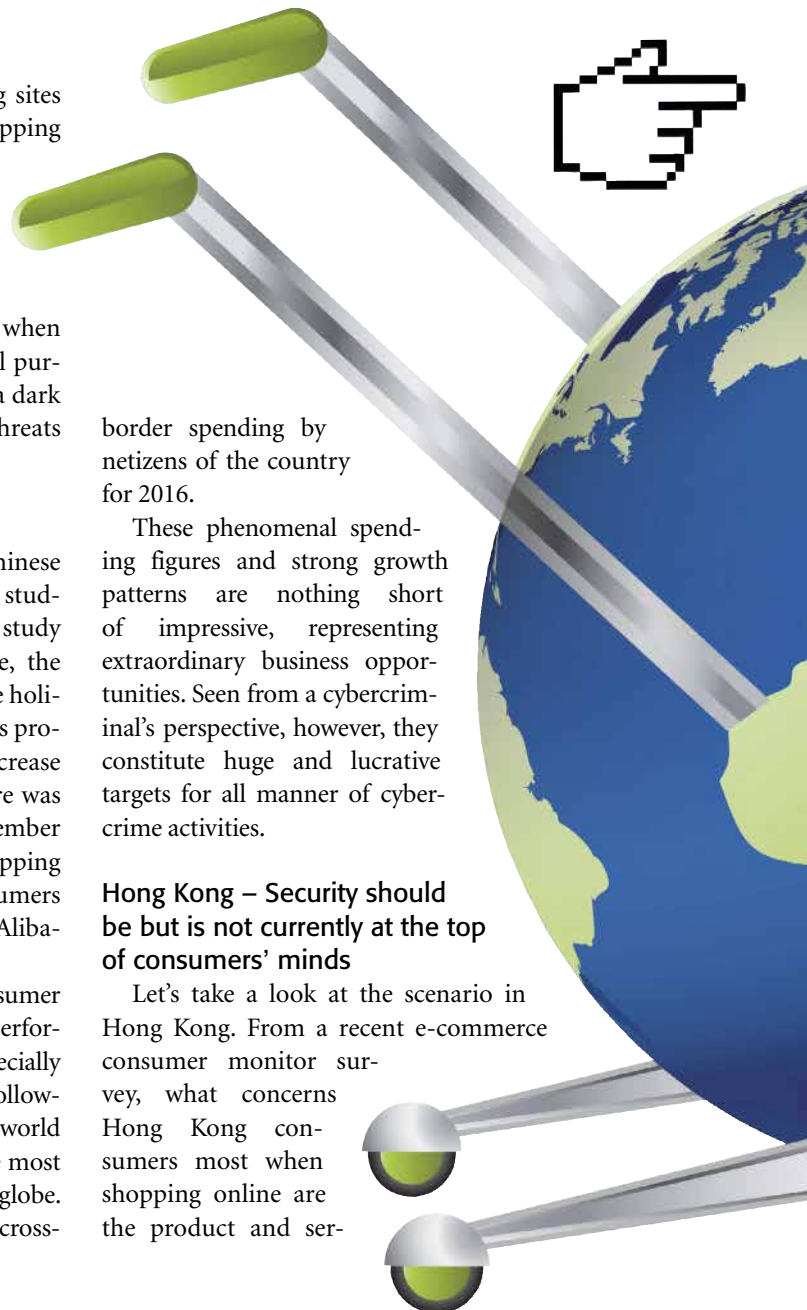 g sites
pping
when
l pur-
a dark
hreats
hinese
stud-
study
e, the
e holi-
s pro-
crease
re was
ember
pping
umers
Aliba-
sumer
erfor-
ecially
ollow-
world
most
globe.
cross-
border spending by
netizens of the country
for 2016.
These phenomenal spend-
ing figures and strong growth
patterns are nothing short
of impressive, representing
extraordinary business oppor-
tunities. Seen from a cybercrim-
inal's perspective, however, they
constitute huge and lucrative
targets for all manner of cyber-
crime activities.
Hong Kong – Security should
be but is not currently at the top
of consumers' minds
Let's take a look at the scenario in
Hong Kong. From a recent e-commerce
consumer monitor sur-
vey, what concerns
Hong Kong con-
sumers most when
shopping online are
the product and ser-